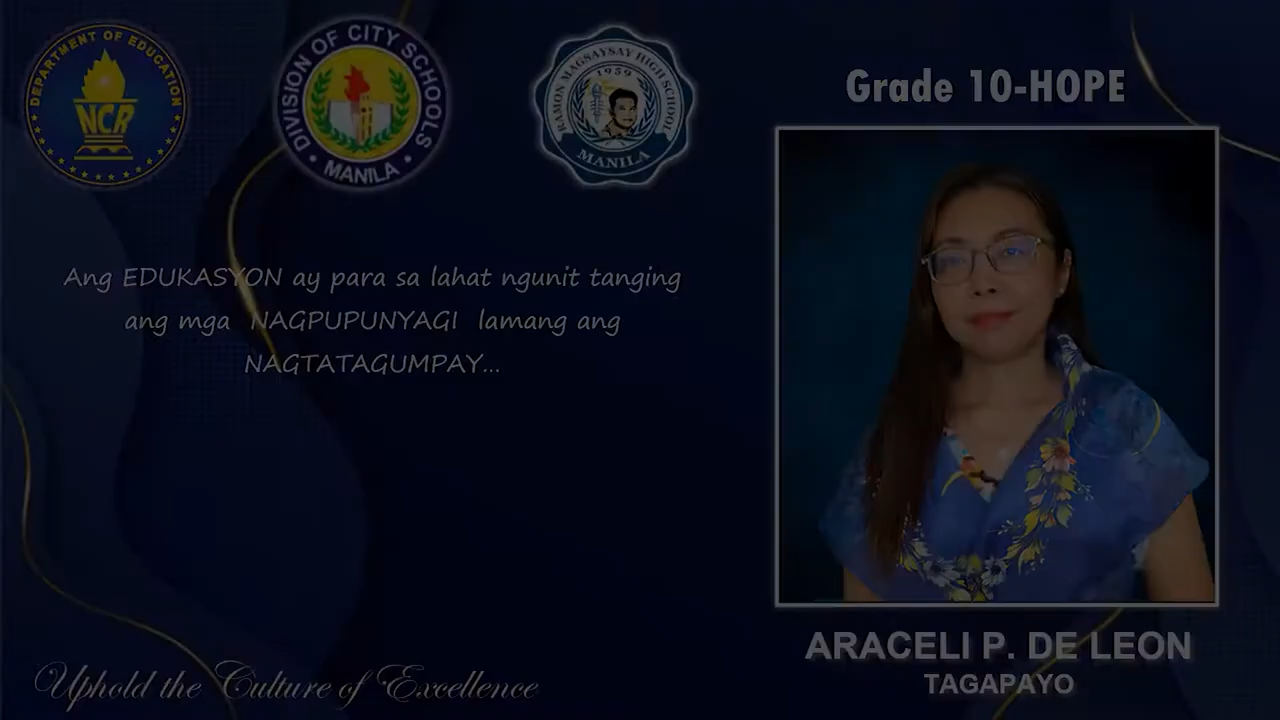 DEPARTMENT OF EDUCATION
NCR
DIVISION OF CITY SCHOOLS
MANILA
RAMON MAGSAYSAY HIGH SCHOOL
1959
MANILA
Grade 10-HOPE
Ang EDUKASYON ay para sa lahat ngunit tanging
ang mga NAGPUPUNYAGI lamang ang
NAGTATAGUMPAY...
ARACELI P. DE LEON
TAGAPAYO
Uphold the Culture of Excellence